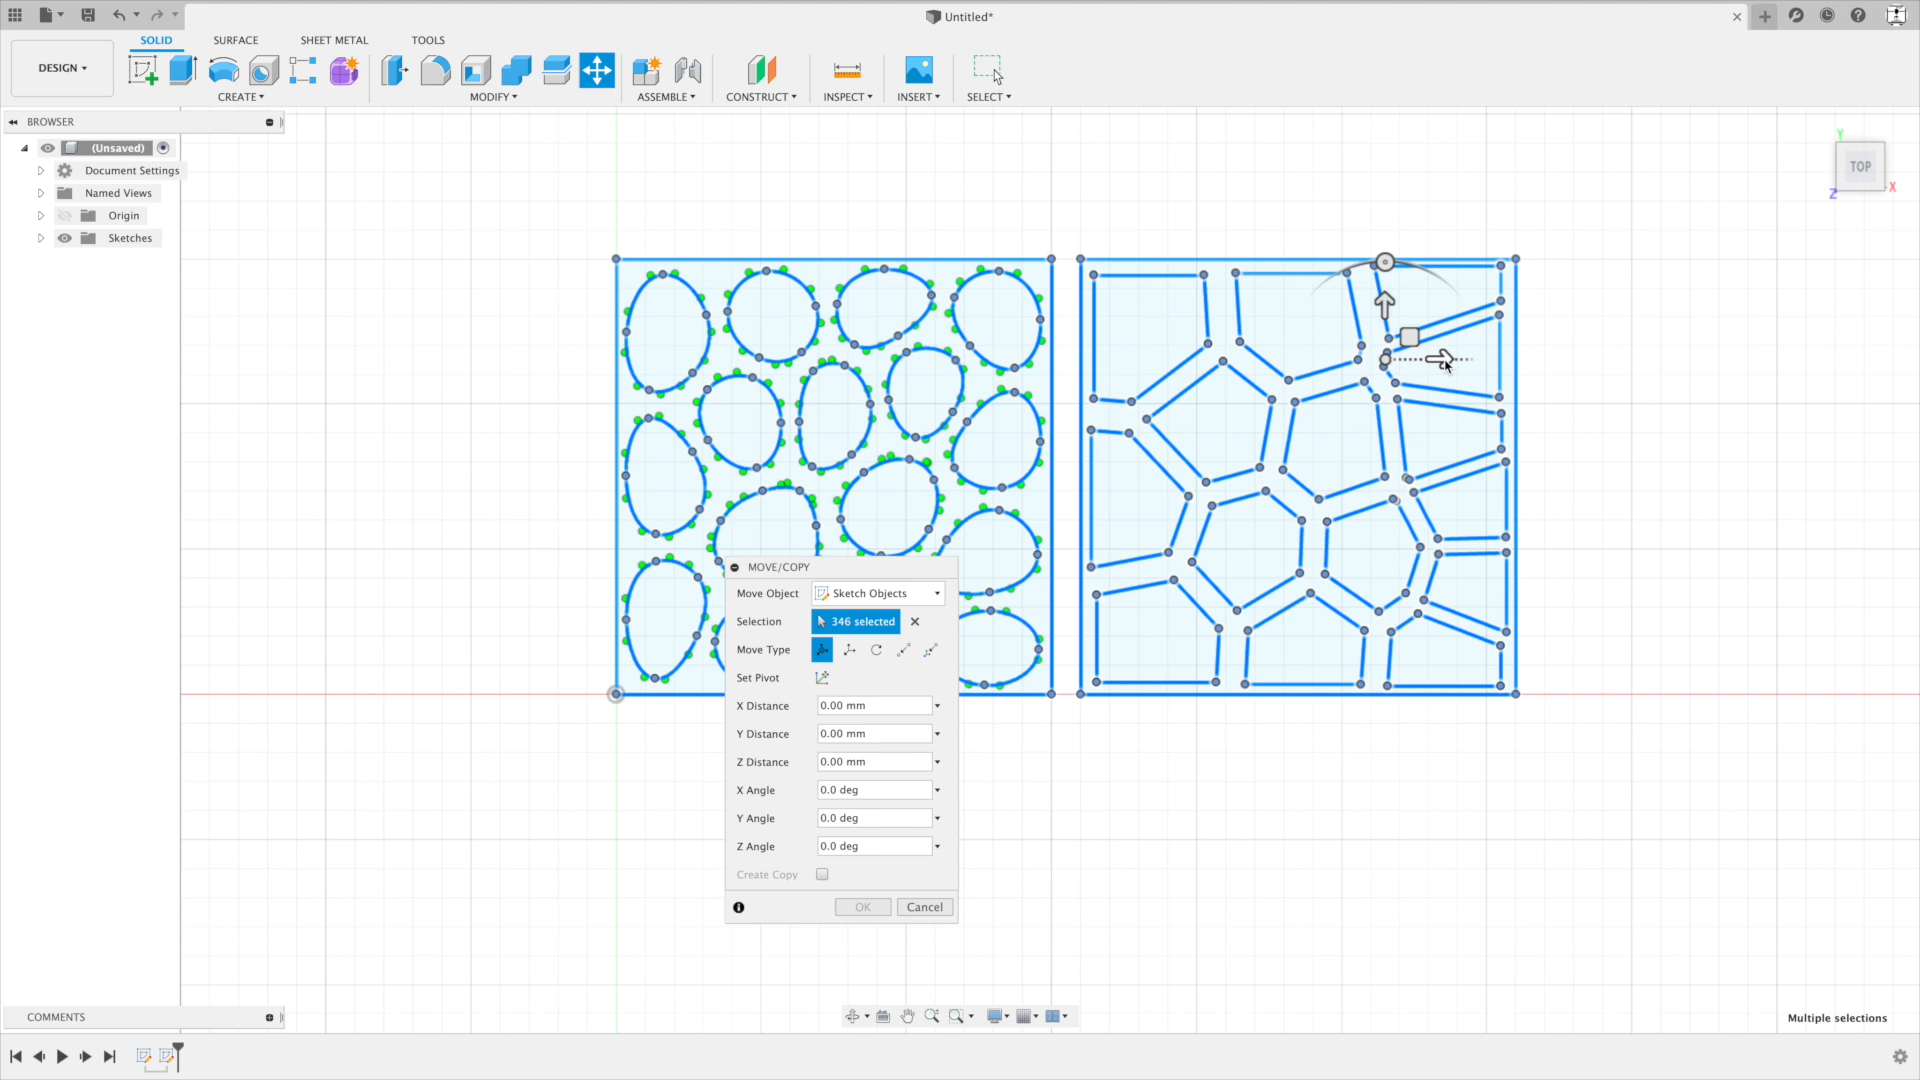 Untitled*
SOLID
SURFACE
SHEET METAL
TOOLS
DESIGN
CREATE
MODIFY
ASSEMBLE
CONSTRUCT
INSPECT
INSERT
SELECT
BROWSER
(Unsaved)
Document Settings
Named Views
Origin
Sketches
Y
TOP
X
Z
MOVE/COPY
Move Object
Sketch Objects
Selection
346 selected
Move Type
Set Pivot
X Distance
0.00 mm
Y Distance
0.00 mm
Z Distance
0.00 mm
X Angle
0.0 deg
Y Angle
0.0 deg
Z Angle
0.0 deg
Create Copy
OK
Cancel
COMMENTS
Multiple selections